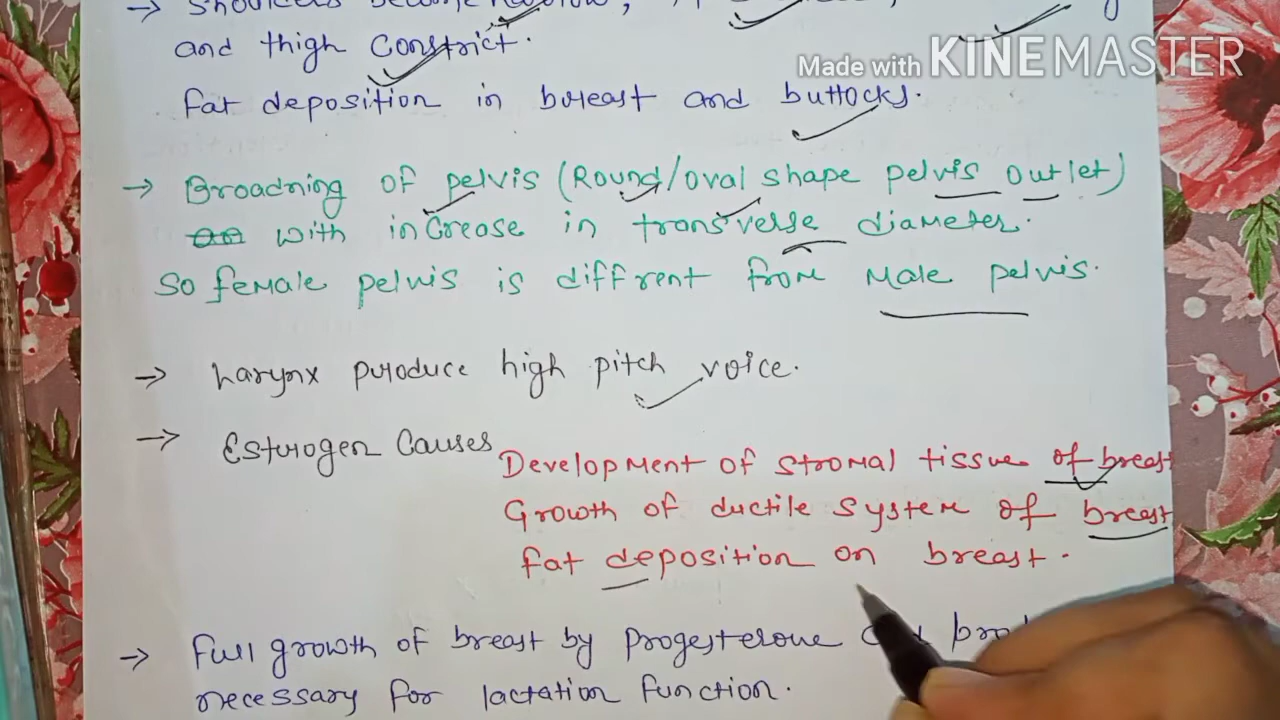 → Shoulders become
and thigh constrict.
Made with KINEMASTER
fat deposition in breast and buttocks.
→ Broadning of pelvis (Round/oval shape pelvis outlet)
with increase in transverse diameter.
So female pelvis is diffrent from male pelvis.
→ Larynx produce high pitch voice.
→ Estrogen causes
Development of stromal tissue of breast
Growth of ductile system of breast
fat deposition on breast.
→ Full growth of breast by progesterone
necessary for lactation function.